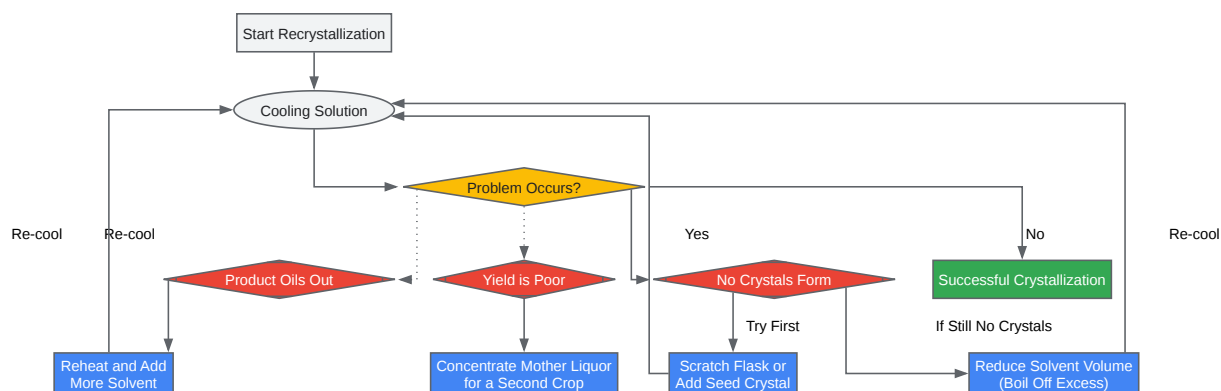 Start Recrystallization
Cooling Solution
Problem Occurs?
Re-cool
Re-cool
Yes
No
Re-cool
Product Oils Out
Yield is Poor
No Crystals Form
Successful Crystallization
Try First
If Still No Crystals
Reheat and Add
More Solvent
Concentrate Mother Liquor
for a Second Crop
Scratch Flask or
Add Seed Crystal
Reduce Solvent Volume
(Boil Off Excess)